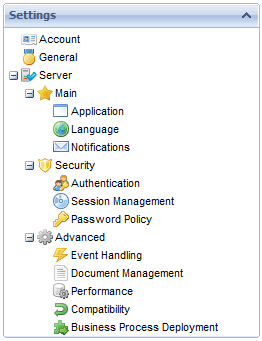 Settings
Account
General
Server
Main
Application
Language
Notifications
Security
Authentication
Session Management
Password Policy
Advanced
Event Handling
Document Management
Performance
Compatibility
Business Process Deployment